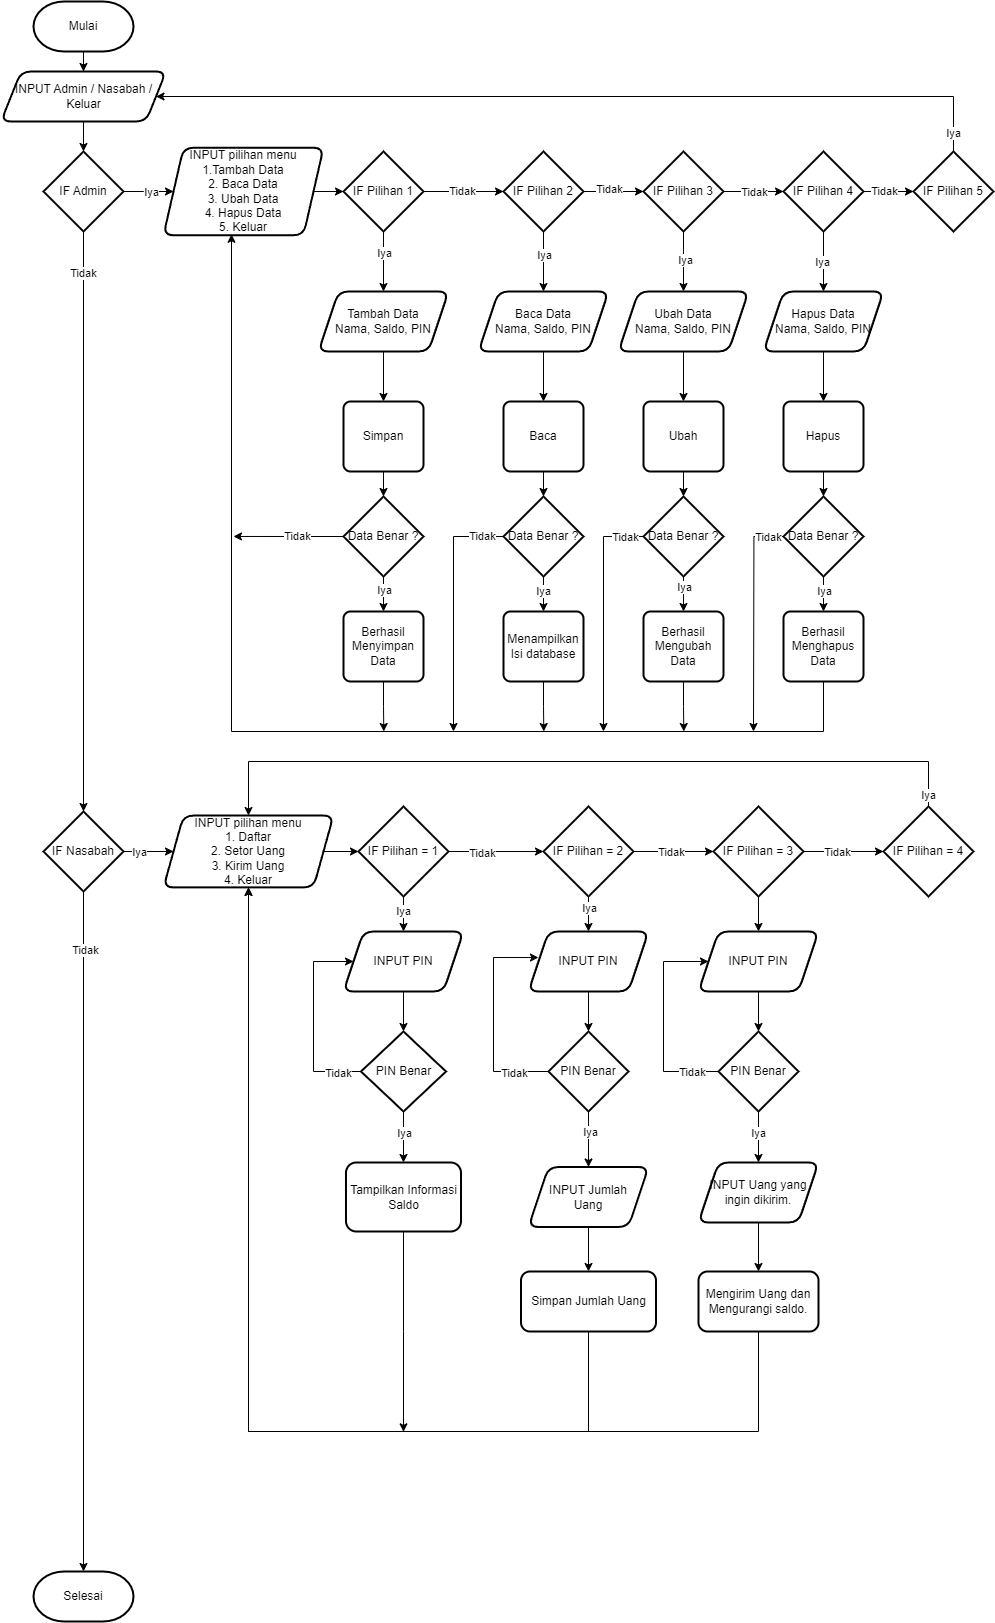 Mulai
INPUT Admin / Nasabah /
Keluar
Iya
IF Admin
Iya
INPUT pilihan menu
1.Tambah Data
2. Baca Data
3. Ubah Data
4. Hapus Data
5. Keluar
IF Pilihan 1
Tidak
IF Pilihan 2
Tidak
IF Pilihan 3
Tidak
IF Pilihan 4
Tidak
IF Pilihan 5
Tidak
Iya
Iya
Iya
Iya
Tambah Data
Nama, Saldo, PIN
Baca Data
Nama, Saldo, PIN
Ubah Data
Nama, Saldo, PIN
Hapus Data
Nama, Saldo, PIN
Simpan
Baca
Ubah
Hapus
Tidak
Data Benar ?
Tidak
Data Benar ?
Tidak
Data Benar ?
Tidak
Data Benar ?
Iya
Iya
Iya
Iya
Berhasil
Menyimpan
Data
Menampilkan
Isi database
Berhasil
Mengubah
Data
Berhasil
Menghapus
Data
Iya
IF Nasabah
Iya
INPUT pilihan menu
1. Daftar
2. Setor Uang
3. Kirim Uang
4. Keluar
IF Pilihan = 1
Tidak
IF Pilihan = 2
Tidak
IF Pilihan = 3
Tidak
IF Pilihan = 4
Iya
Iya
Tidak
INPUT PIN
INPUT PIN
INPUT PIN
Tidak
PIN Benar
Tidak
PIN Benar
Tidak
PIN Benar
Iya
Iya
Iya
Tampilkan Informasi
Saldo
INPUT Jumlah
Uang
INPUT Uang yang
ingin dikirim.
Simpan Jumlah Uang
Mengirim Uang dan
Mengurangi saldo.
Selesai